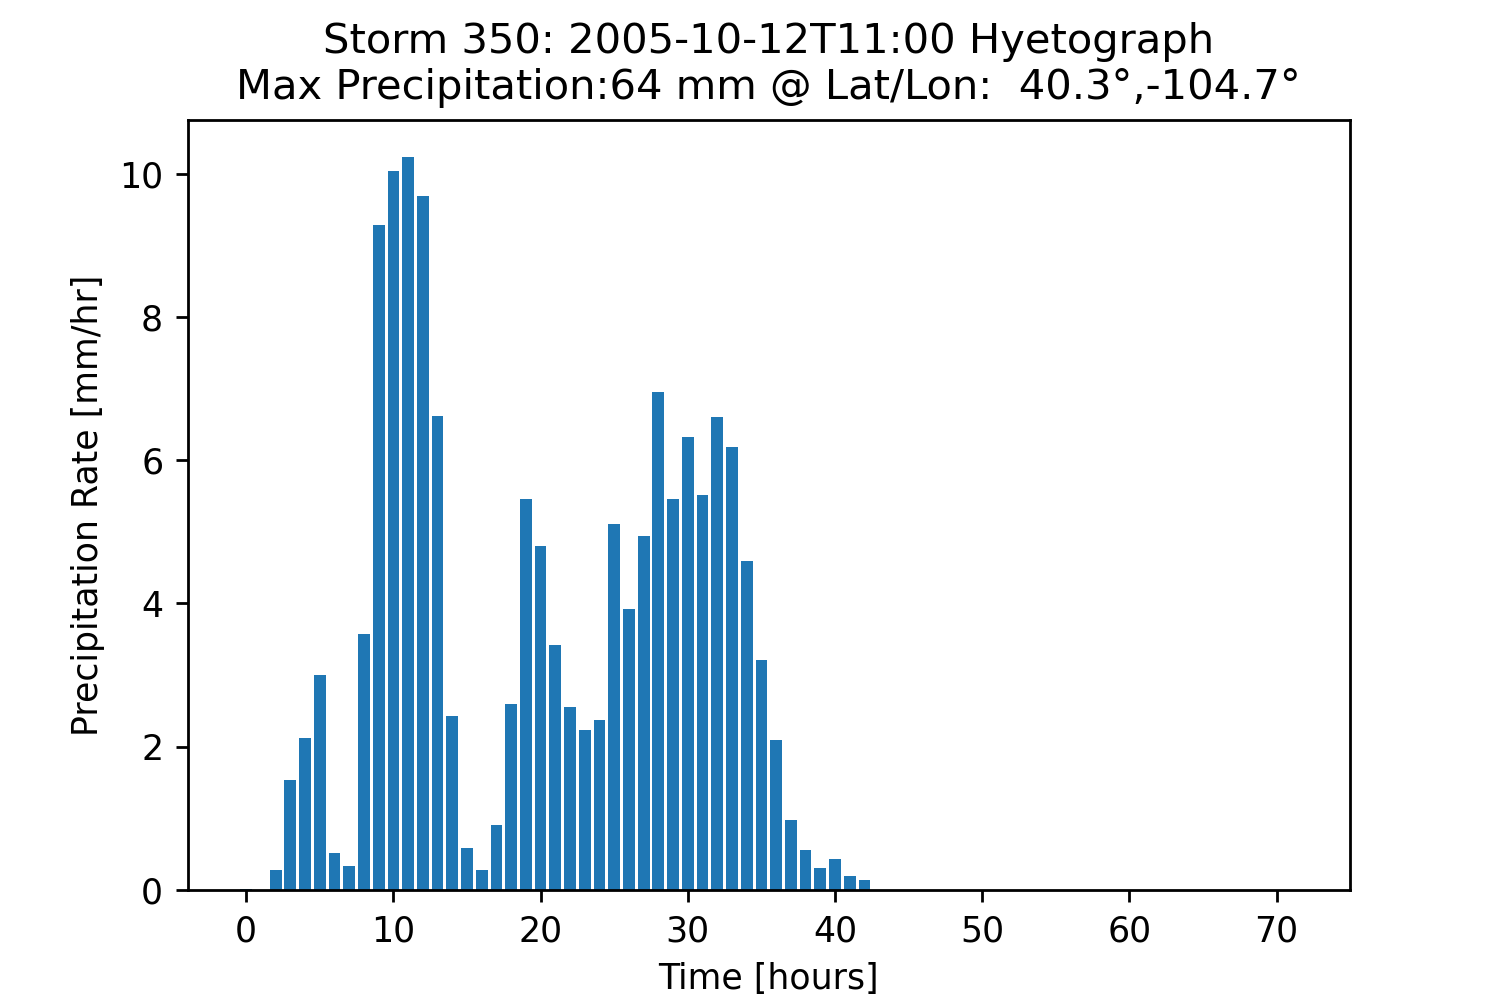 Storm 350: 2005-10-12T11:00 Hyetograph
Max Precipitation:64 mm @ Lat/Lon:  40.3°,-104.7°
Precipitation Rate [mm/hr]
10
8
6
4
2
0
0 10 20 30 40 50 60 70
Time [hours]